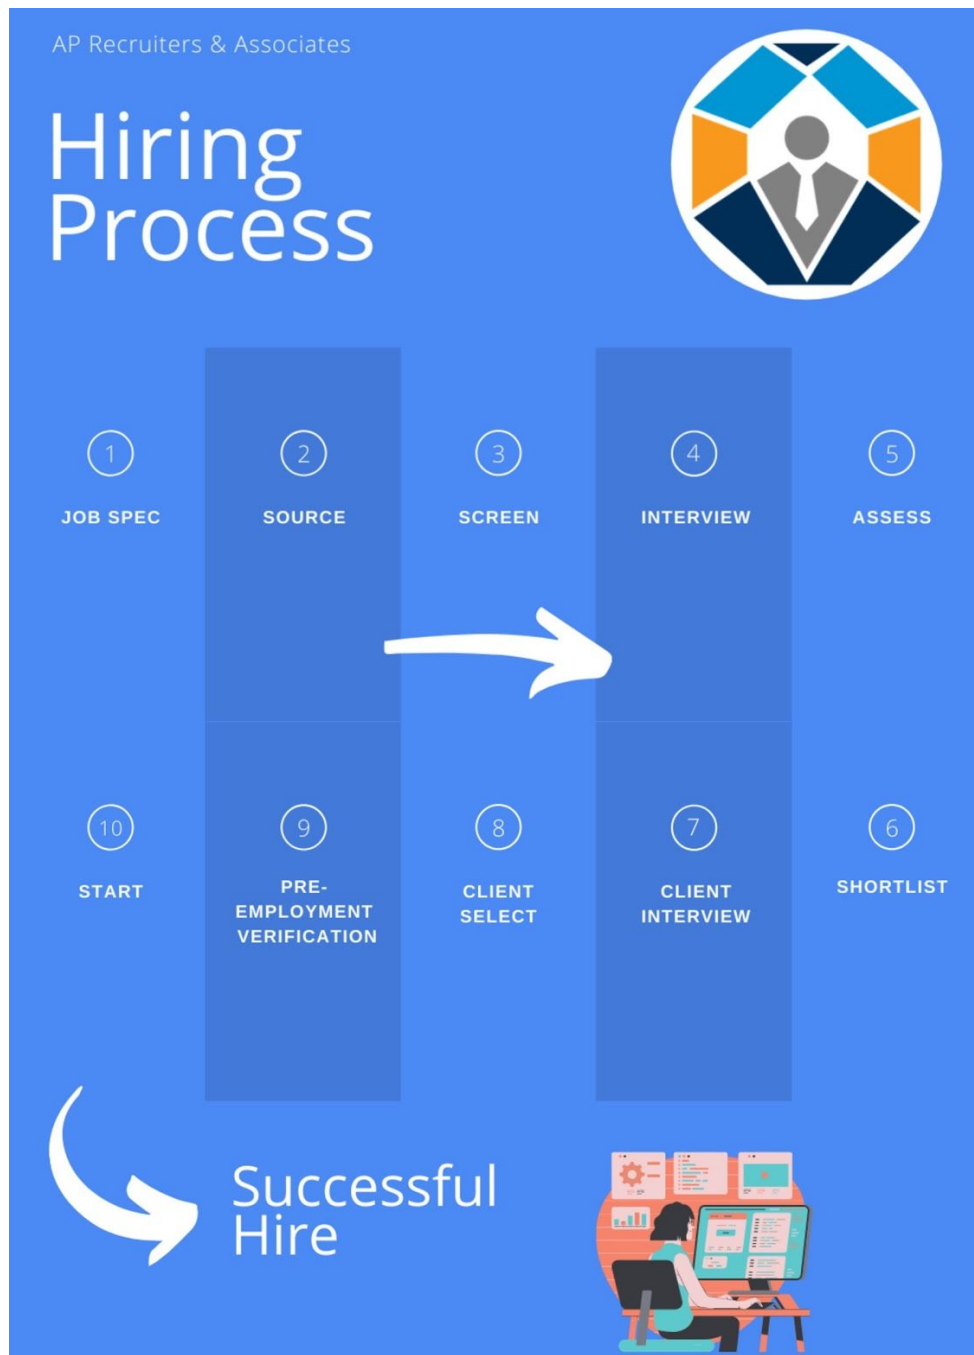 AP Recruiters & Associates
Hiring
Process
1
JOB SPEC
2
SOURCE
3
SCREEN
4
INTERVIEW
5
ASSESS
10
START
9
PRE-
EMPLOYMENT
VERIFICATION
8
CLIENT
SELECT
7
CLIENT
INTERVIEW
6
SHORTLIST
Successful
Hire